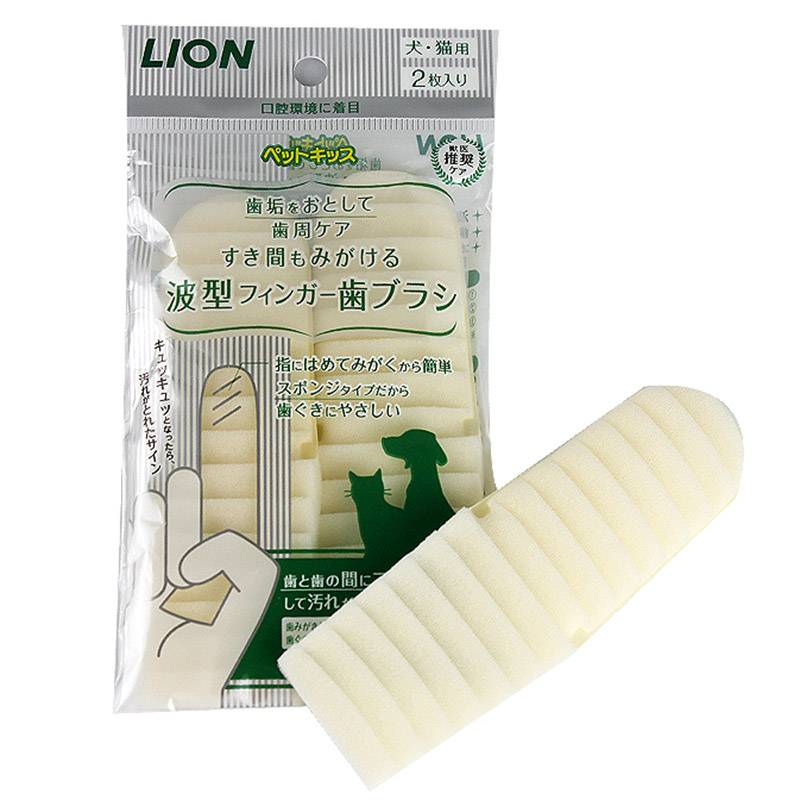 LION
犬・猫用
2枚入り
口腔環境に着目
ペットキッス
獣医
推奨
ケア
歯垢をおとして
歯周ケア
すき間もみがける
波型フィンガー歯ブラシ
指にはめてみがくから簡単
スポンジタイプだから
歯ぐきにやさしい
キュッキュッとなったら、
汚れがとれたサイン
歯と歯の間に
して汚れ
歯みがき
歯ぐ